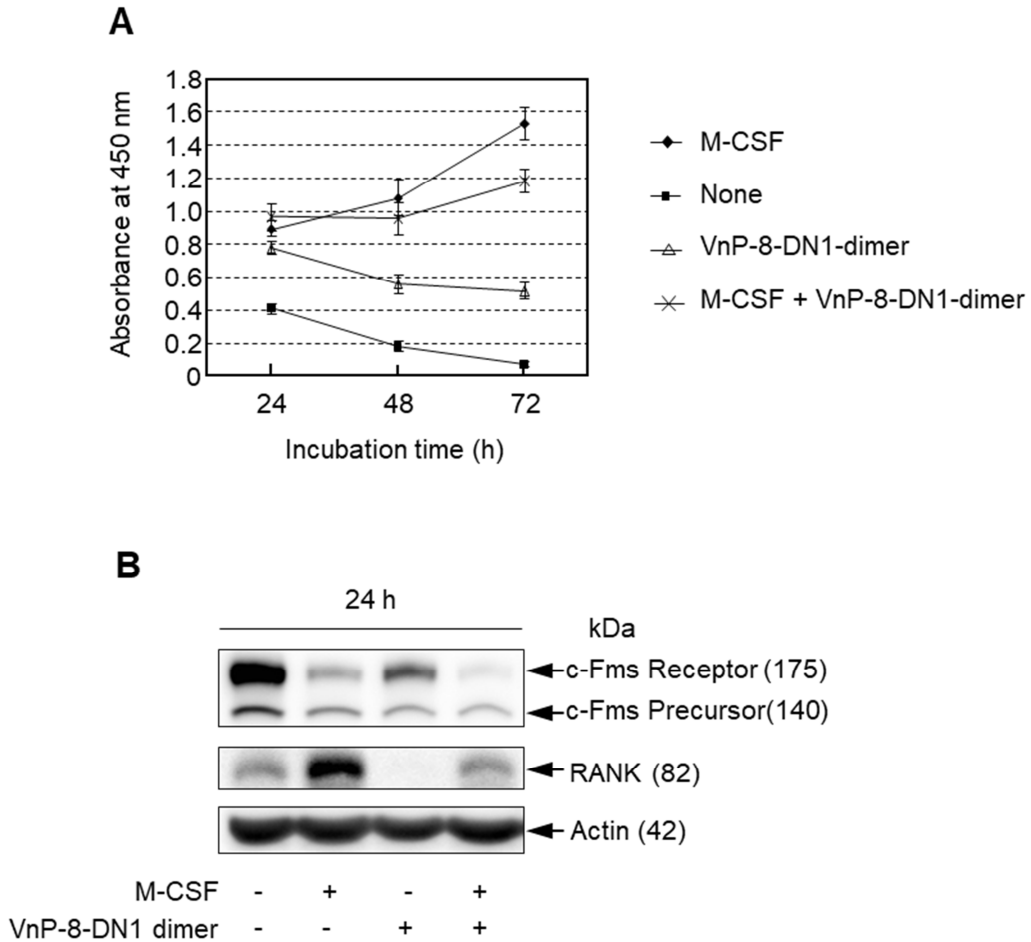 A
Absorbance at 450 nm
1.8
1.6
1.4
1.2
1.0
0.8
0.6
0.4
0.2
0
24 48 72
Incubation time (h)
M-CSF
None
VnP-8-DN1-dimer
M-CSF + VnP-8-DN1-dimer
B
24 h
kDa
c-Fms Receptor (175)
c-Fms Precursor(140)
RANK (82)
Actin (42)
M-CSF - + - +
VnP-8-DN1 dimer - - + +